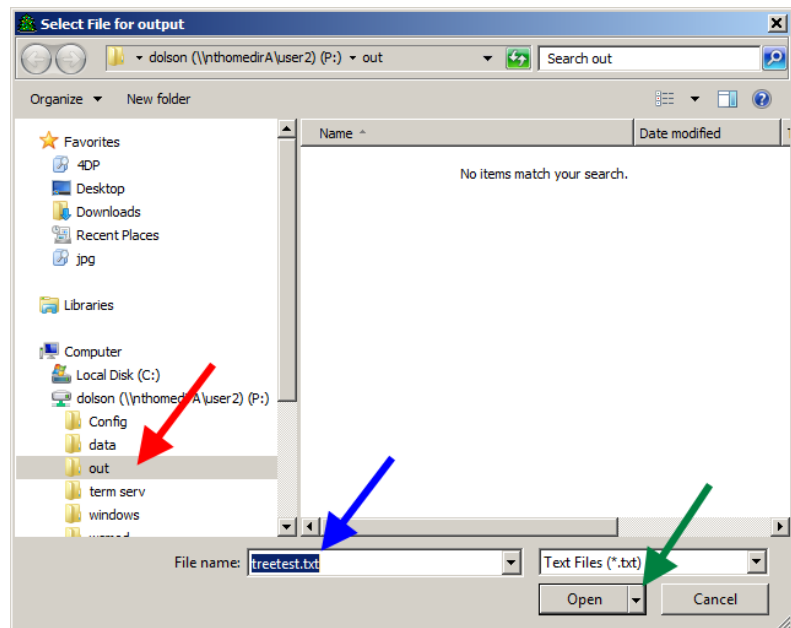 Select File for output
dolson (\\nthomedirA\user2) (P:) out
Search out
Organize New folder
Favorites
4DP
Desktop
Downloads
Recent Places
jpg
Libraries
Computer
Local Disk (C:)
dolson (\\nthomedirA\user2) (P:)
Config
data
out
term serv
windows
Name Date modified
No items match your search.
File name: treetest.txt Text Files (*.txt)
Open Cancel